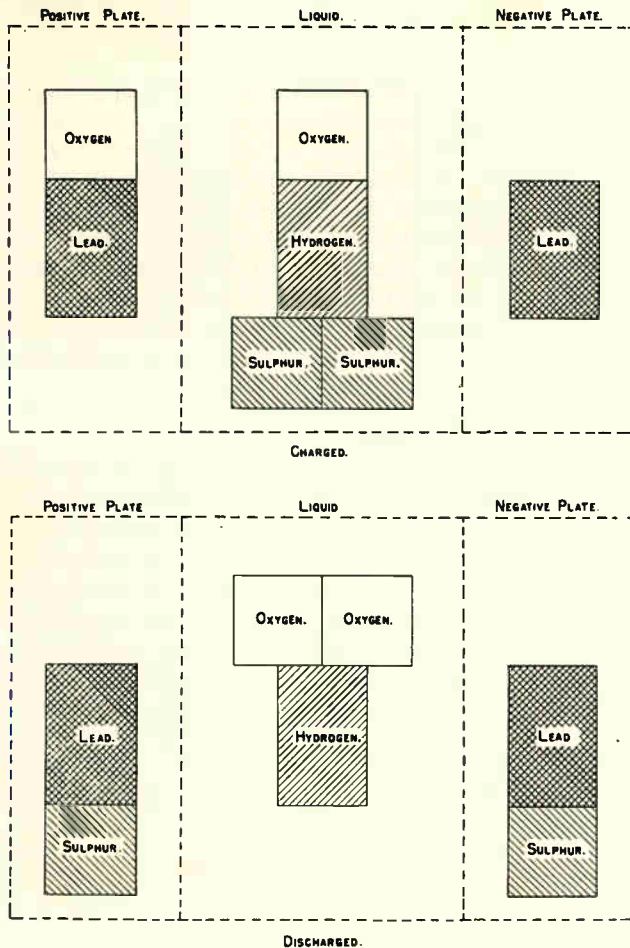 POSITIVE PLATE. LIQUID. NEGATIVE PLATE.
OXYGEN OXYGEN.
LEAD. HYDROGEN. LEAD.
SULPHUR. SULPHUR.
CHARGED.
POSITIVE PLATE LIQUID NEGATIVE PLATE.
OXYGEN. OXYGEN.
LEAD. HYDROGEN. LEAD
SULPHUR. SULPHUR.
DISCHARGED.